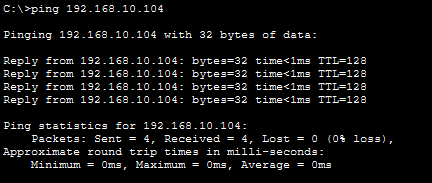 C:\>ping 192.168.10.104
Pinging 192.168.10.104 with 32 bytes of data:
Reply from 192.168.10.104: bytes=32 time<1ms TTL=128
Reply from 192.168.10.104: bytes=32 time<1ms TTL=128
Reply from 192.168.10.104: bytes=32 time<1ms TTL=128
Reply from 192.168.10.104: bytes=32 time<1ms TTL=128
Ping statistics for 192.168.10.104:
    Packets: Sent = 4, Received = 4, Lost = 0 (0% loss),
Approximate round trip times in milli-seconds:
    Minimum = 0ms, Maximum = 0ms, Average = 0ms